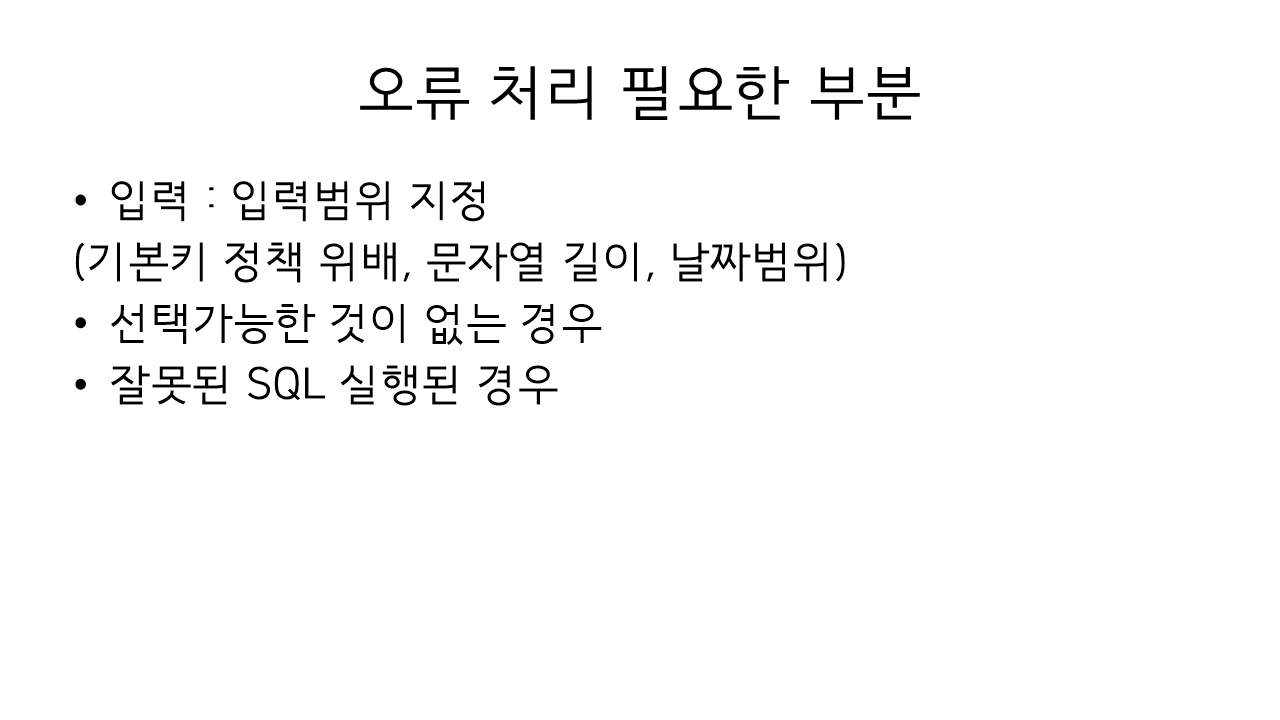 오류 처리 필요한 부분
• 입력 : 입력범위 지정
(기본키 정책 위배, 문자열 길이, 날짜범위)
• 선택가능한 것이 없는 경우
• 잘못된 SQL 실행된 경우